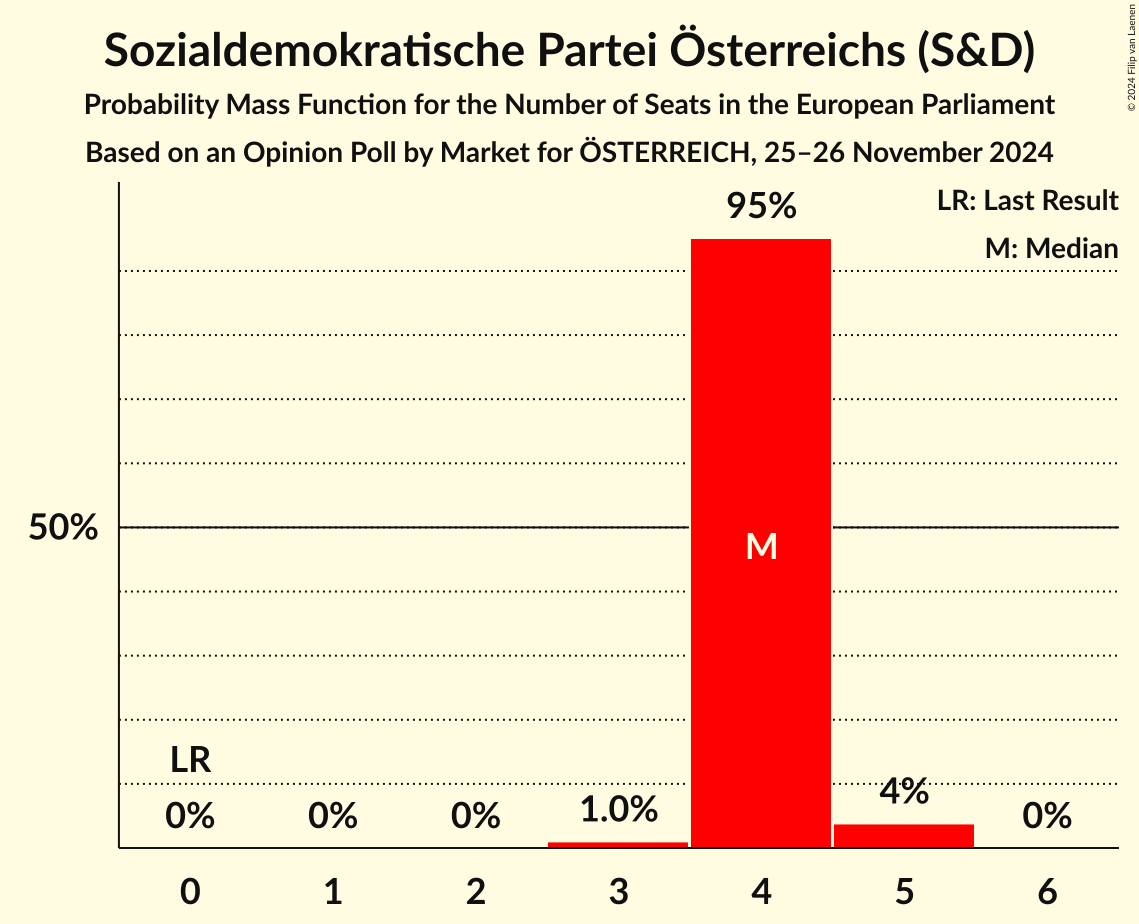 Sozialdemokratische Partei Österreichs (S&D)
Probability Mass Function for the Number of Seats in the European Parliament
Based on an Opinion Poll by Market for ÖSTERREICH, 25–26 November 2024
© 2024 Filip van Laenen
LR: Last Result
M: Median
95%
50%
M
LR
0%
0%
0%
1.0%
4%
0%
0
1
2
3
4
5
6